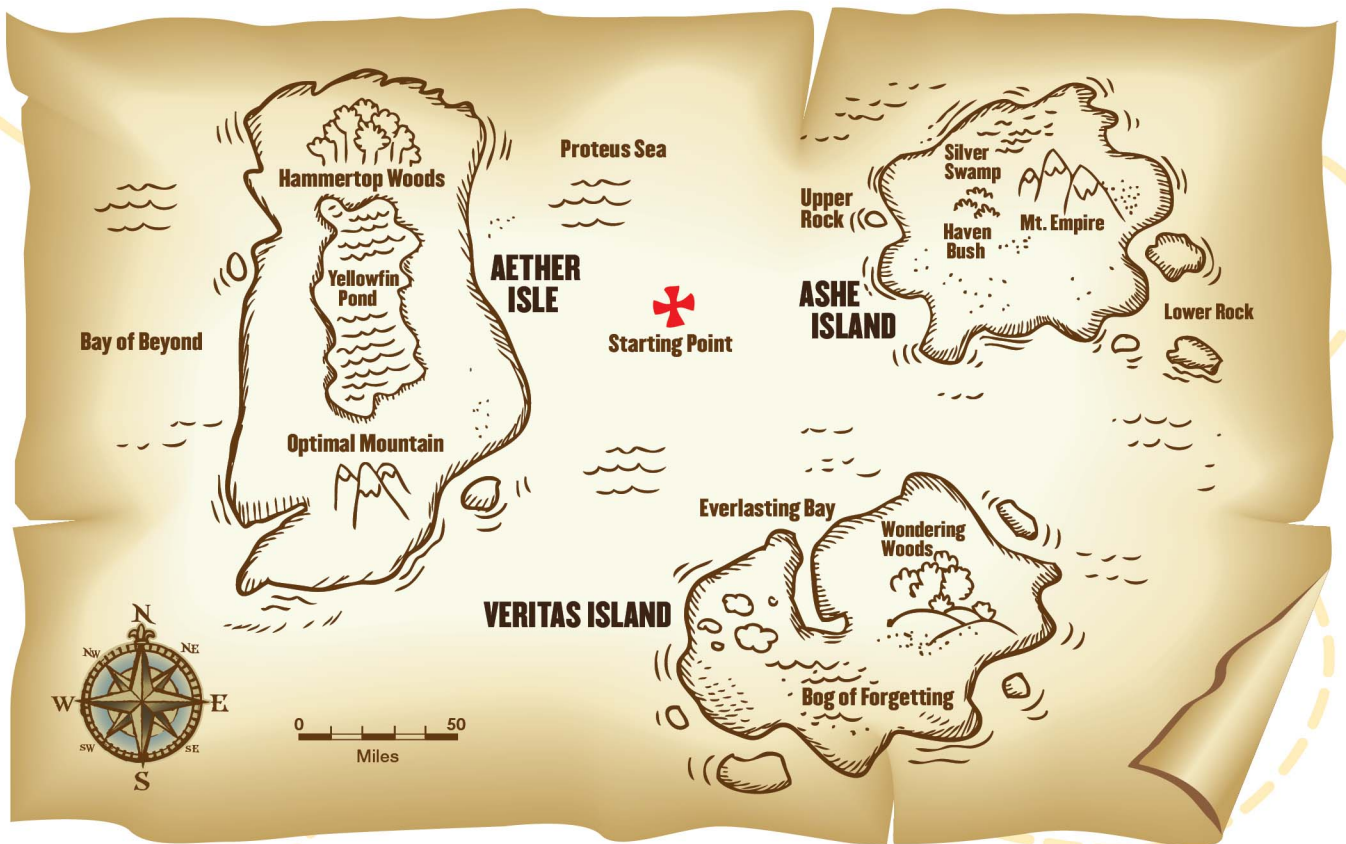 Hammertop Woods
Proteus Sea
Silver
Swamp
Upper
Rock
Haven
Bush
Mt. Empire
Yellowfin
Pond
AETHER
ISLE
ASHE
ISLAND
Lower Rock
Bay of Beyond
Starting Point
Optimal Mountain
Everlasting Bay
Wondering
Woods
VERITAS ISLAND
Bog of Forgetting
N
NW
NE
W
E
SW
SE
S
0 50
Miles